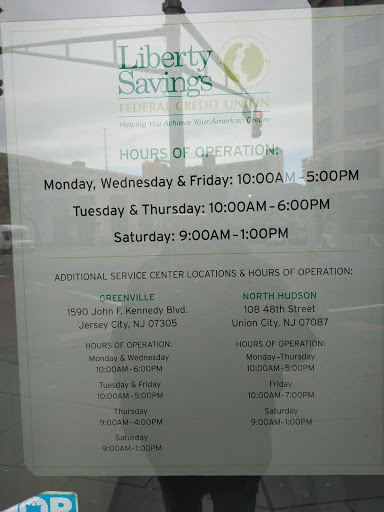 Liberty
Savings
FEDERAL CREDIT UNION
Helping You Achieve Your American Dream
HOURS OF OPERATION:
Monday, Wednesday & Friday: 10:00AM-5:00PM
Tuesday & Thursday: 10:00AM-6:00PM
Saturday: 9:00AM-1:00PM
ADDITIONAL SERVICE CENTER LOCATIONS & HOURS OF OPERATION:
GREENVILLE
1590 John F. Kennedy Blvd.
Jersey City, NJ 07305
HOURS OF OPERATION:
Monday & Wednesday
10:00AM-6:00PM
Tuesday & Friday
10:00AM-5:00PM
Thursday
9:00AM-4:00PM
Saturday
9:00AM-1:00PM
NORTH HUDSON
108 48th Street
Union City, NJ 07087
HOURS OF OPERATION:
Monday-Thursday
10:00AM-5:00PM
Friday
10:00AM-7:00PM
Saturday
9:00AM-1:00PM